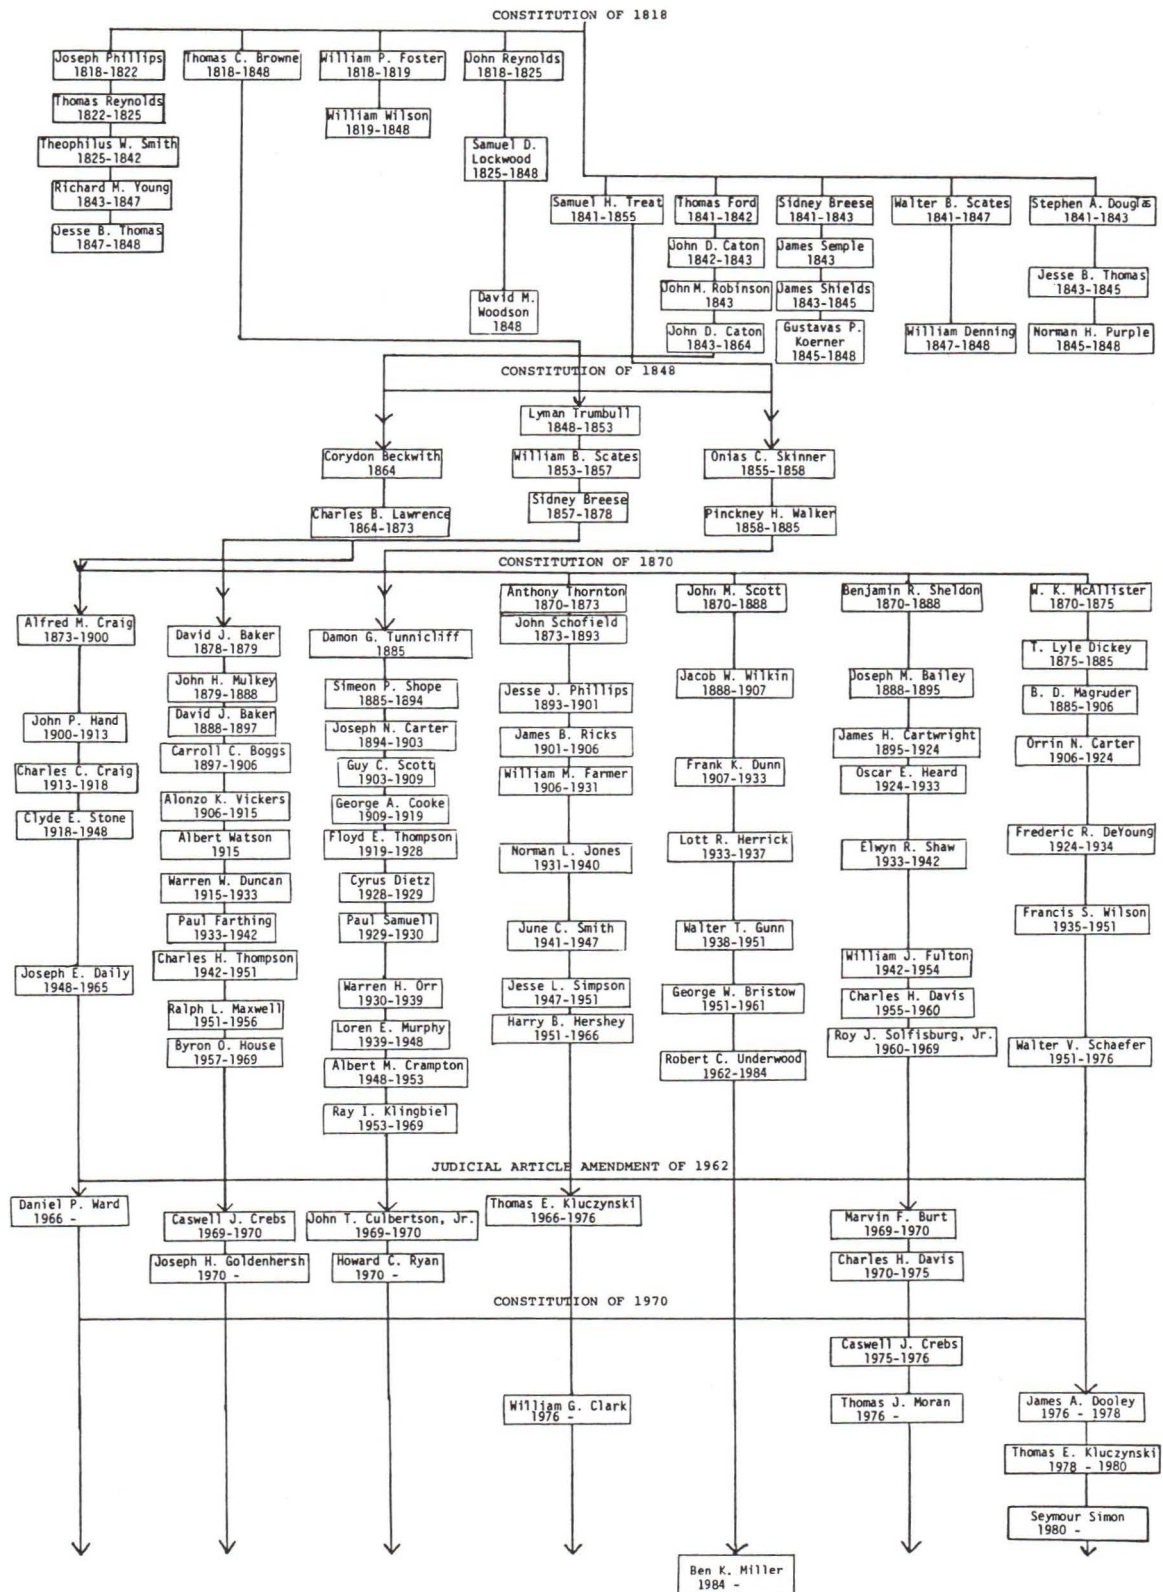 CONSTITUTION OF 1818
Joseph Phillips
1818-1822
Thomas Reynolds
1822-1825
Theophilus W. Smith
1825-1842
Richard M. Young
1843-1847
Jesse B. Thomas
1847-1848
Thomas C. Browne
1818-1848
William P. Foster
1818-1819
William Wilson
1819-1848
John Reynolds
1818-1825
Samuel D.
Lockwood
1825-1848
David M.
Woodson
1848
Samuel H. Treat
1841-1855
Thomas Ford
1841-1842
John D. Caton
1842-1843
John M. Robinson
1843
John D. Caton
1843-1864
Sidney Breese
1841-1843
James Semple
1843
James Shields
1843-1845
Gustavas P.
Koerner
1845-1848
Walter B. Scates
1841-1847
William Denning
1847-1848
Stephen A. Douglas
1841-1843
Jesse B. Thomas
1843-1845
Norman H. Purple
1845-1848
CONSTITUTION OF 1848
Corydon Beckwith
1864
Charles B. Lawrence
1864-1873
Lyman Trumbull
1848-1853
William B. Scates
1853-1857
Sidney Breese
1857-1878
Onias C. Skinner
1855-1858
Pinckney H. Walker
1858-1885
CONSTITUTION OF 1870
Alfred M. Craig
1873-1900
John P. Hand
1900-1913
Charles C. Craig
1913-1918
Clyde E. Stone
1918-1948
Joseph E. Daily
1948-1965
David J. Baker
1878-1879
John H. Mulkey
1879-1888
David J. Baker
1888-1897
Carroll C. Boggs
1897-1906
Alonzo K. Vickers
1906-1915
Albert Watson
1915
Warren W. Duncan
1915-1933
Paul Farthing
1933-1942
Charles H. Thompson
1942-1951
Ralph L. Maxwell
1951-1956
Byron O. House
1957-1969
Damon G. Tunnicliff
1885
Simeon P. Shope
1885-1894
Joseph N. Carter
1894-1903
Guy C. Scott
1903-1909
George A. Cooke
1909-1919
Floyd E. Thompson
1919-1928
Cyrus Dietz
1928-1929
Paul Samuell
1929-1930
Warren H. Orr
1930-1939
Loren E. Murphy
1939-1948
Albert M. Crampton
1948-1953
Ray I. Klingbiel
1953-1969
Anthony Thornton
1870-1873
John Schofield
1873-1893
Jesse J. Phillips
1893-1901
James B. Ricks
1901-1906
William M. Farmer
1906-1931
Norman L. Jones
1931-1940
June C. Smith
1941-1947
Jesse L. Simpson
1947-1951
Harry B. Hershey
1951-1966
John M. Scott
1870-1888
Jacob W. Wilkin
1888-1907
Frank K. Dunn
1907-1933
Lott R. Herrick
1933-1937
Walter T. Gunn
1938-1951
George W. Bristow
1951-1961
Robert C. Underwood
1962-1984
Benjamin R. Sheldon
1870-1888
Joseph M. Bailey
1888-1895
James H. Cartwright
1895-1924
Oscar E. Heard
1924-1933
Elwyn R. Shaw
1933-1942
William J. Fulton
1942-1954
Charles H. Davis
1955-1960
Roy J. Solfisburg, Jr.
1960-1969
W. K. McAllister
1870-1875
T. Lyle Dickey
1875-1885
B. D. Magruder
1885-1906
Orrin N. Carter
1906-1924
Frederic R. DeYoung
1924-1934
Francis S. Wilson
1935-1951
Walter V. Schaefer
1951-1976
JUDICIAL ARTICLE AMENDMENT OF 1962
Daniel P. Ward
1966 -
Caswell J. Crebs
1969-1970
Joseph H. Goldenhersh
1970 -
John T. Culbertson, Jr.
1969-1970
Howard C. Ryan
1970 -
Thomas E. Kluczynski
1966-1976
Marvin F. Burt
1969-1970
Charles H. Davis
1970-1975
CONSTITUTION OF 1970
William G. Clark
1976 -
Caswell J. Crebs
1975-1976
Thomas J. Moran
1976 -
James A. Dooley
1976 - 1978
Thomas E. Kluczynski
1978 - 1980
Seymour Simon
1980 -
Ben K. Miller
1984 -